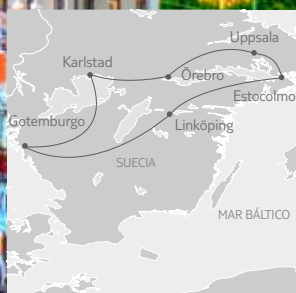 Uppsala
Karlstad
Örebro
Estocolmo
Gotemburgo
Linköping
SUECIA
MAR BÁLTICO